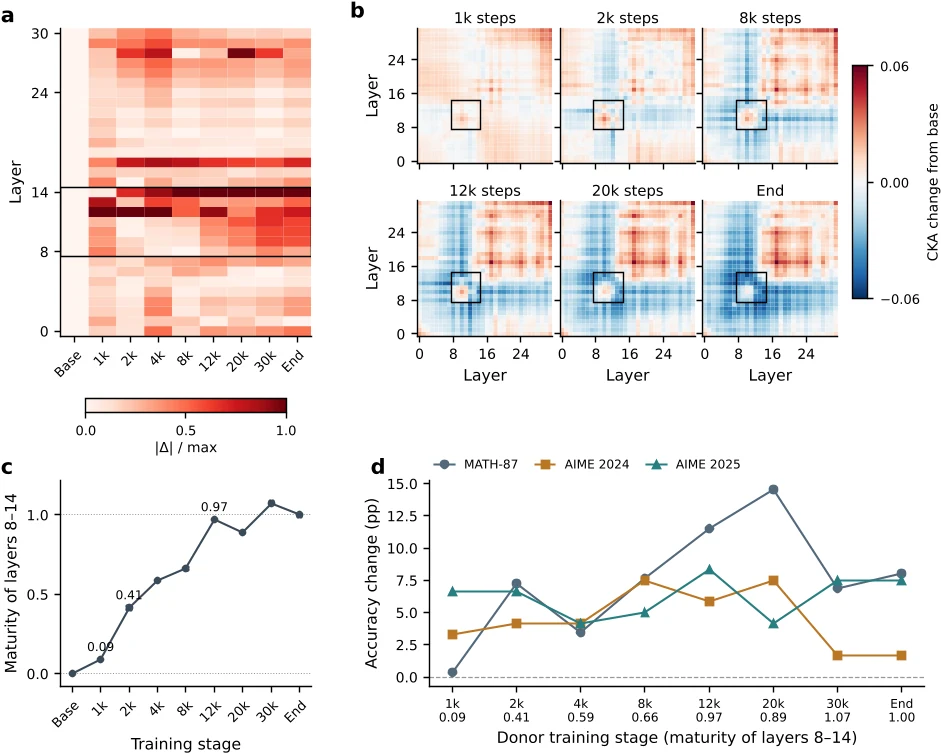 a
30
24
14
8
0
Layer
Base
1k
2k
4k
8k
12k
20k
30k
End
0.0
0.5
1.0
|Δ| / max
b
1k steps
2k steps
8k steps
24
16
8
0
Layer
12k steps
20k steps
End
24
16
8
0
Layer
0 8 16 24
0 8 16 24
0 8 16 24
Layer
Layer
Layer
0.06
0.00
−0.06
CKA change from base
c
Maturity of layers 8–14
1.0
0.5
0.0
0.09
0.41
0.97
Base
1k
2k
4k
8k
12k
20k
30k
End
Training stage
d
MATH-87
AIME 2024
AIME 2025
Accuracy change (pp)
15.0
12.5
10.0
7.5
5.0
2.5
0.0
1k 2k 4k 8k 12k 20k 30k End
0.09 0.41 0.59 0.66 0.97 0.89 1.07 1.00
Donor training stage (maturity of layers 8–14)